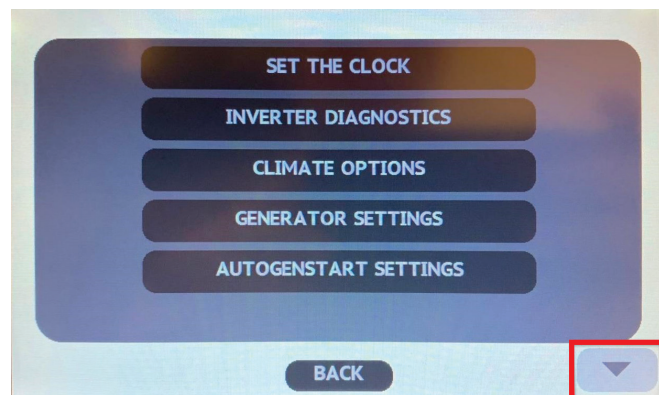 SET THE CLOCK
INVERTER DIAGNOSTICS
CLIMATE OPTIONS
GENERATOR SETTINGS
AUTOGENSTART SETTINGS
BACK